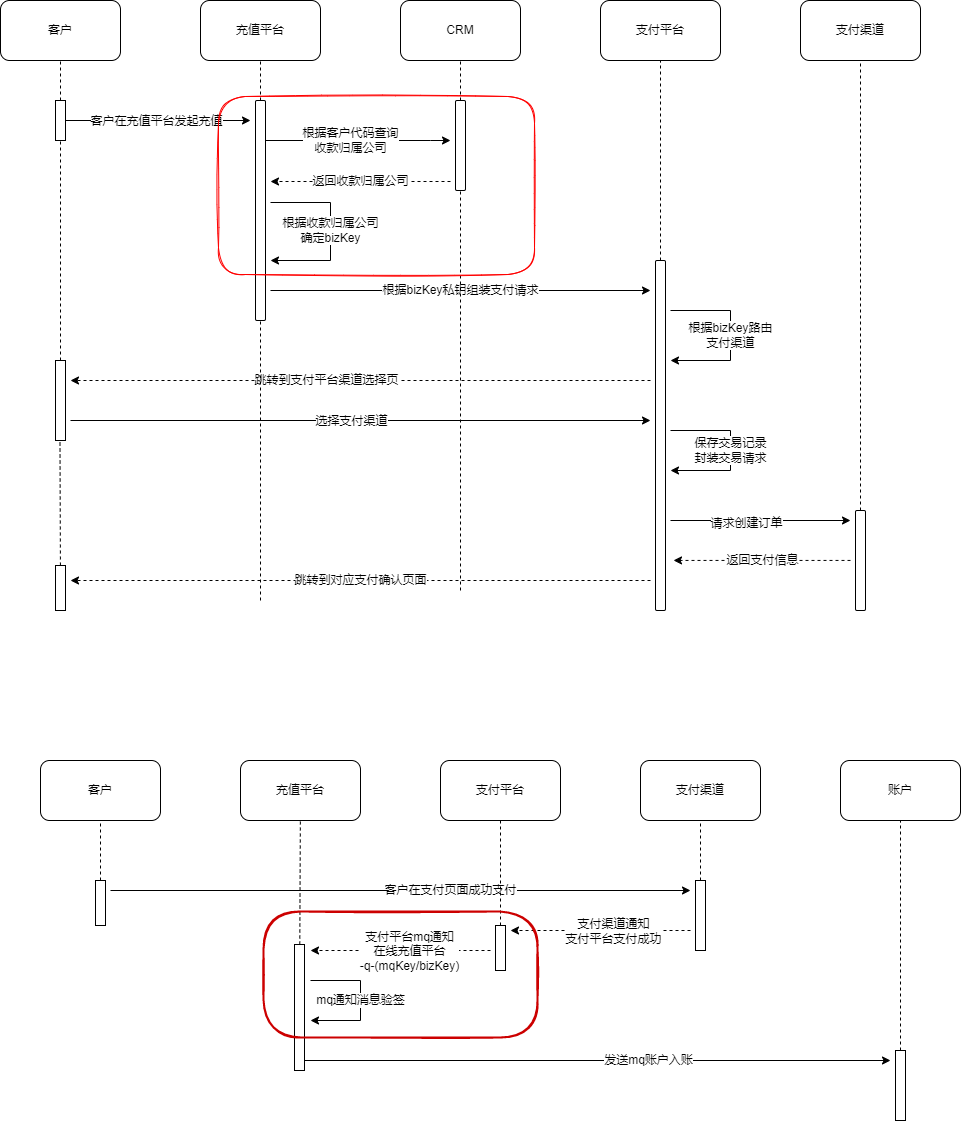 客户
充值平台
CRM
支付平台
支付渠道
客户在充值平台发起充值
根据客户代码查询
收款归属公司
返回收款归属公司
根据收款归属公司
确定bizKey
根据bizKey私钥组装支付请求
根据bizKey路由
支付渠道
跳转到支付平台渠道选择页
选择支付渠道
保存交易记录
封装交易请求
请求创建订单
返回支付信息
跳转到对应支付确认页面
客户
充值平台
支付平台
支付渠道
账户
客户在支付页面成功支付
支付渠道通知
支付平台支付成功
支付平台mq通知
在线充值平台
-q-(mqKey/bizKey)
mq通知消息验签
发送mq账户入账